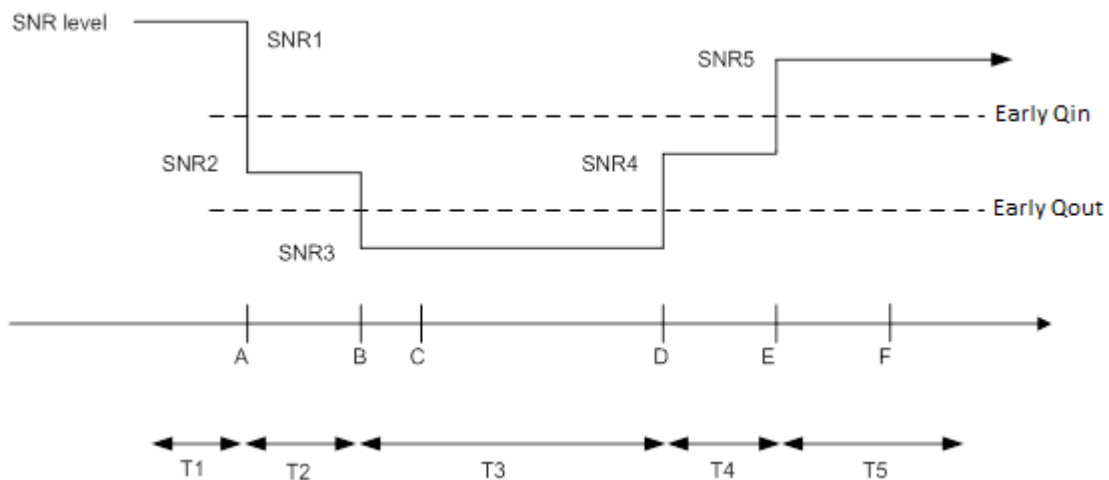 SNR level
SNR1
SNR5
Early Qin
SNR2
SNR4
Early Qout
SNR3
A B C D E F
T1 T2 T3 T4 T5